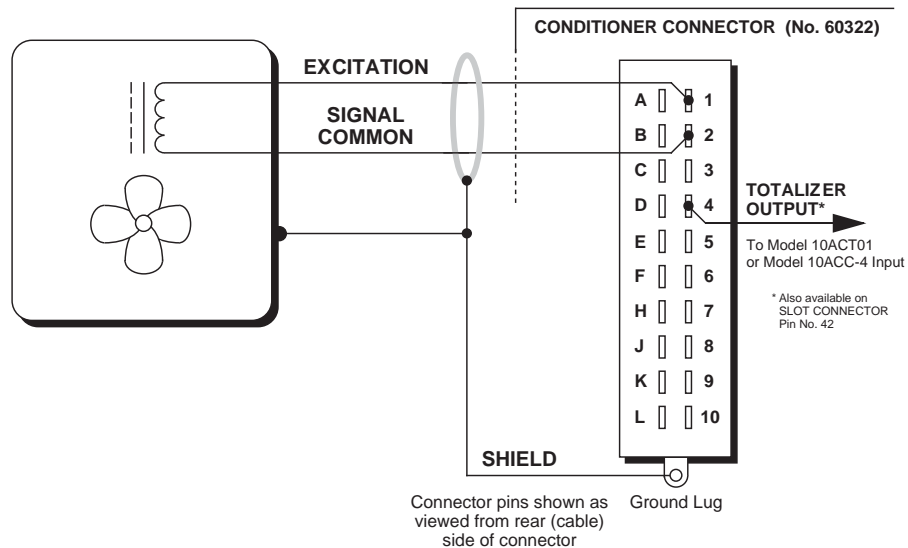 CONDITIONER CONNECTOR (No. 60322)
EXCITATION
SIGNAL
COMMON
A 1
B 2
C 3
D 4
E 5
F 6
H 7
J 8
K 9
L 10
TOTALIZER
OUTPUT*
To Model 10ACT01
or Model 10ACC-4 Input
* Also available on
SLOT CONNECTOR
Pin No. 42
SHIELD
Connector pins shown as
viewed from rear (cable)
side of connector
Ground Lug